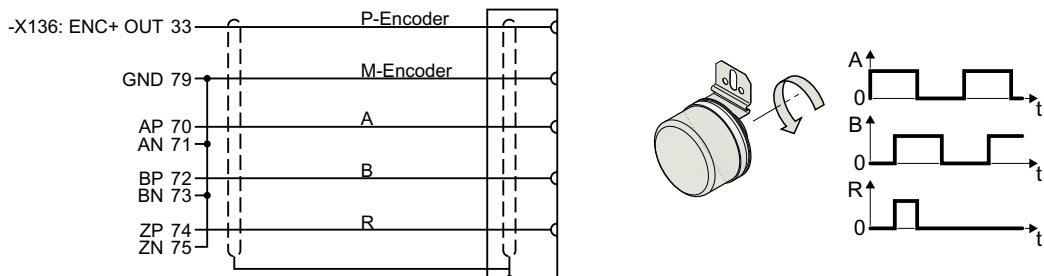 -X136: ENC+ OUT 33
P-Encoder
GND 79
M-Encoder
AP 70
A
AN 71
BP 72
B
BN 73
ZP 74
R
ZN 75
A
0
t
B
0
t
R
0
t